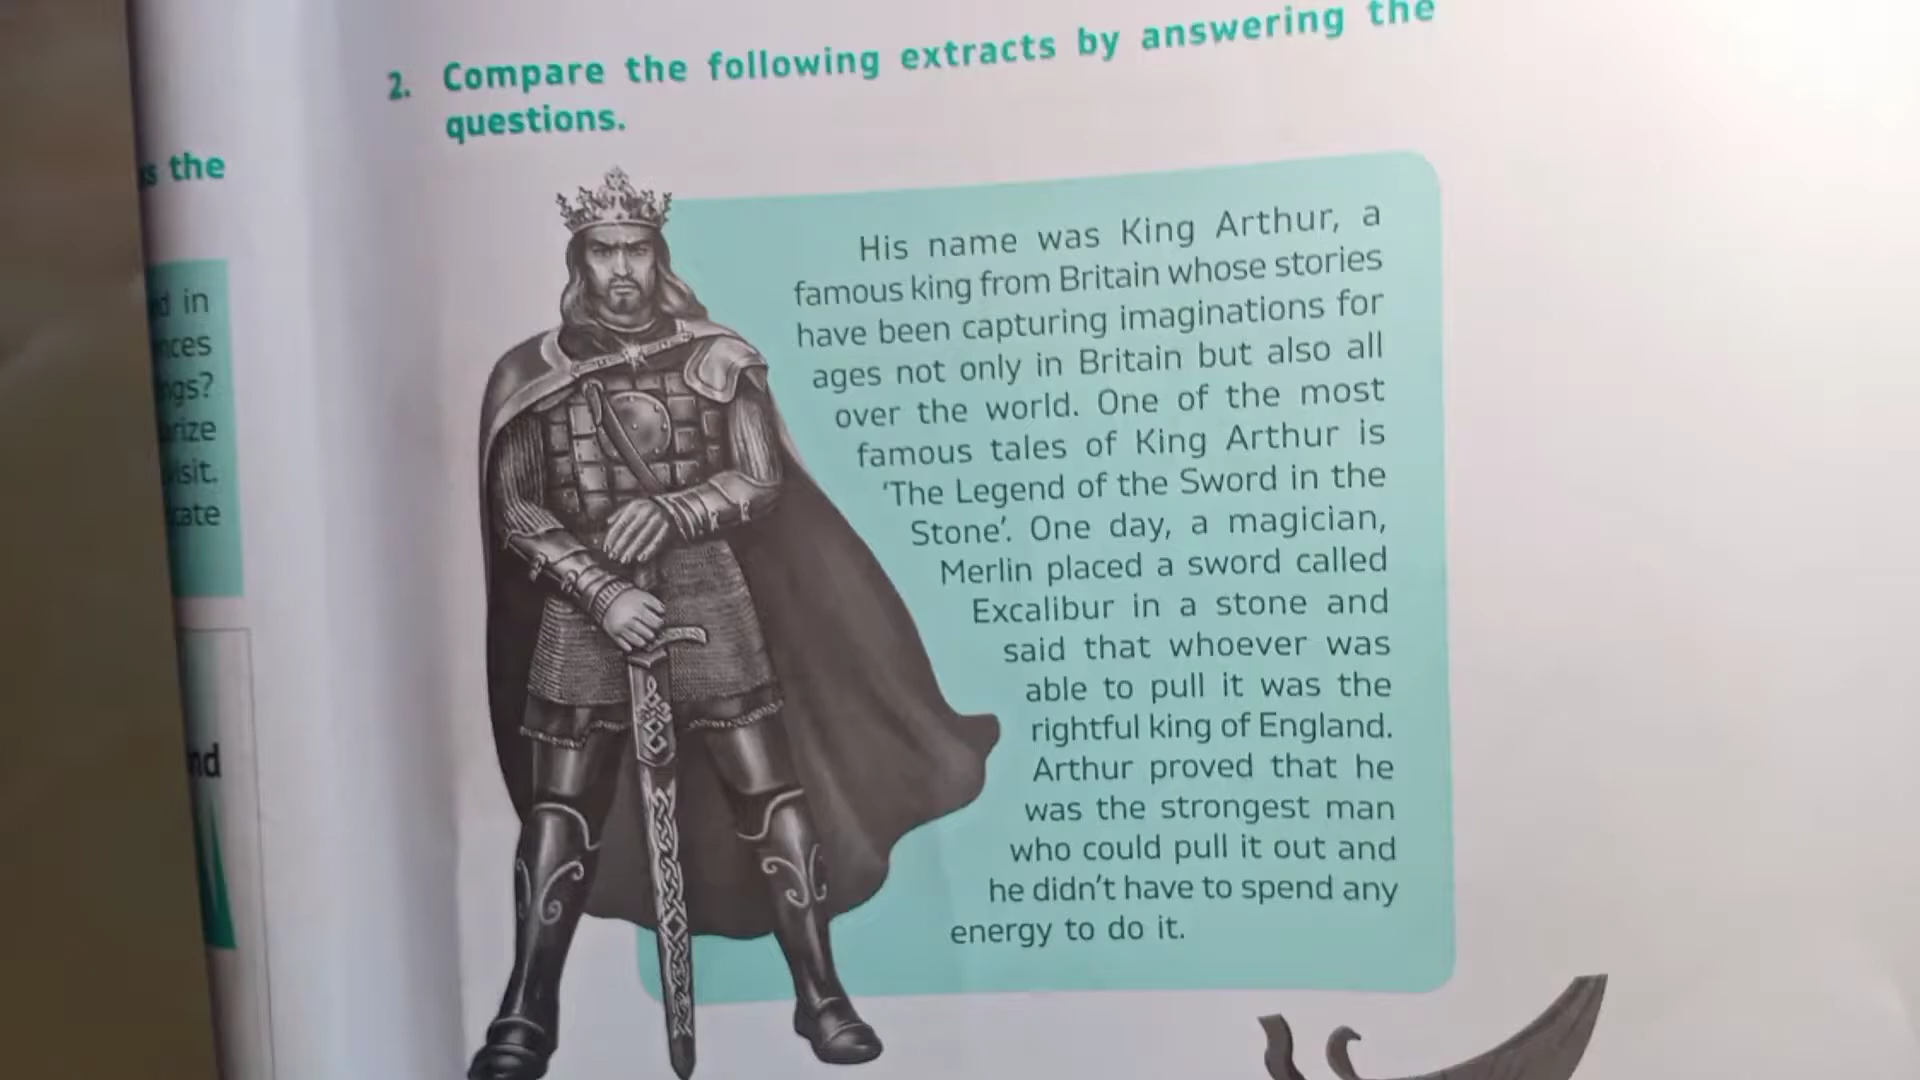 2. Compare the following extracts by answering the
questions.
the
in
His name was King Arthur, a
famous king from Britain whose stories
have been capturing imaginations for
ages not only in Britain but also all
over the world. One of the most
famous tales of King Arthur is
‘The Legend of the Sword in the
Stone’. One day, a magician,
Merlin placed a sword called
Excalibur in a stone and
said that whoever was
able to pull it was the
rightful king of England.
Arthur proved that he
was the strongest man
who could pull it out and
he didn’t have to spend any
energy to do it.